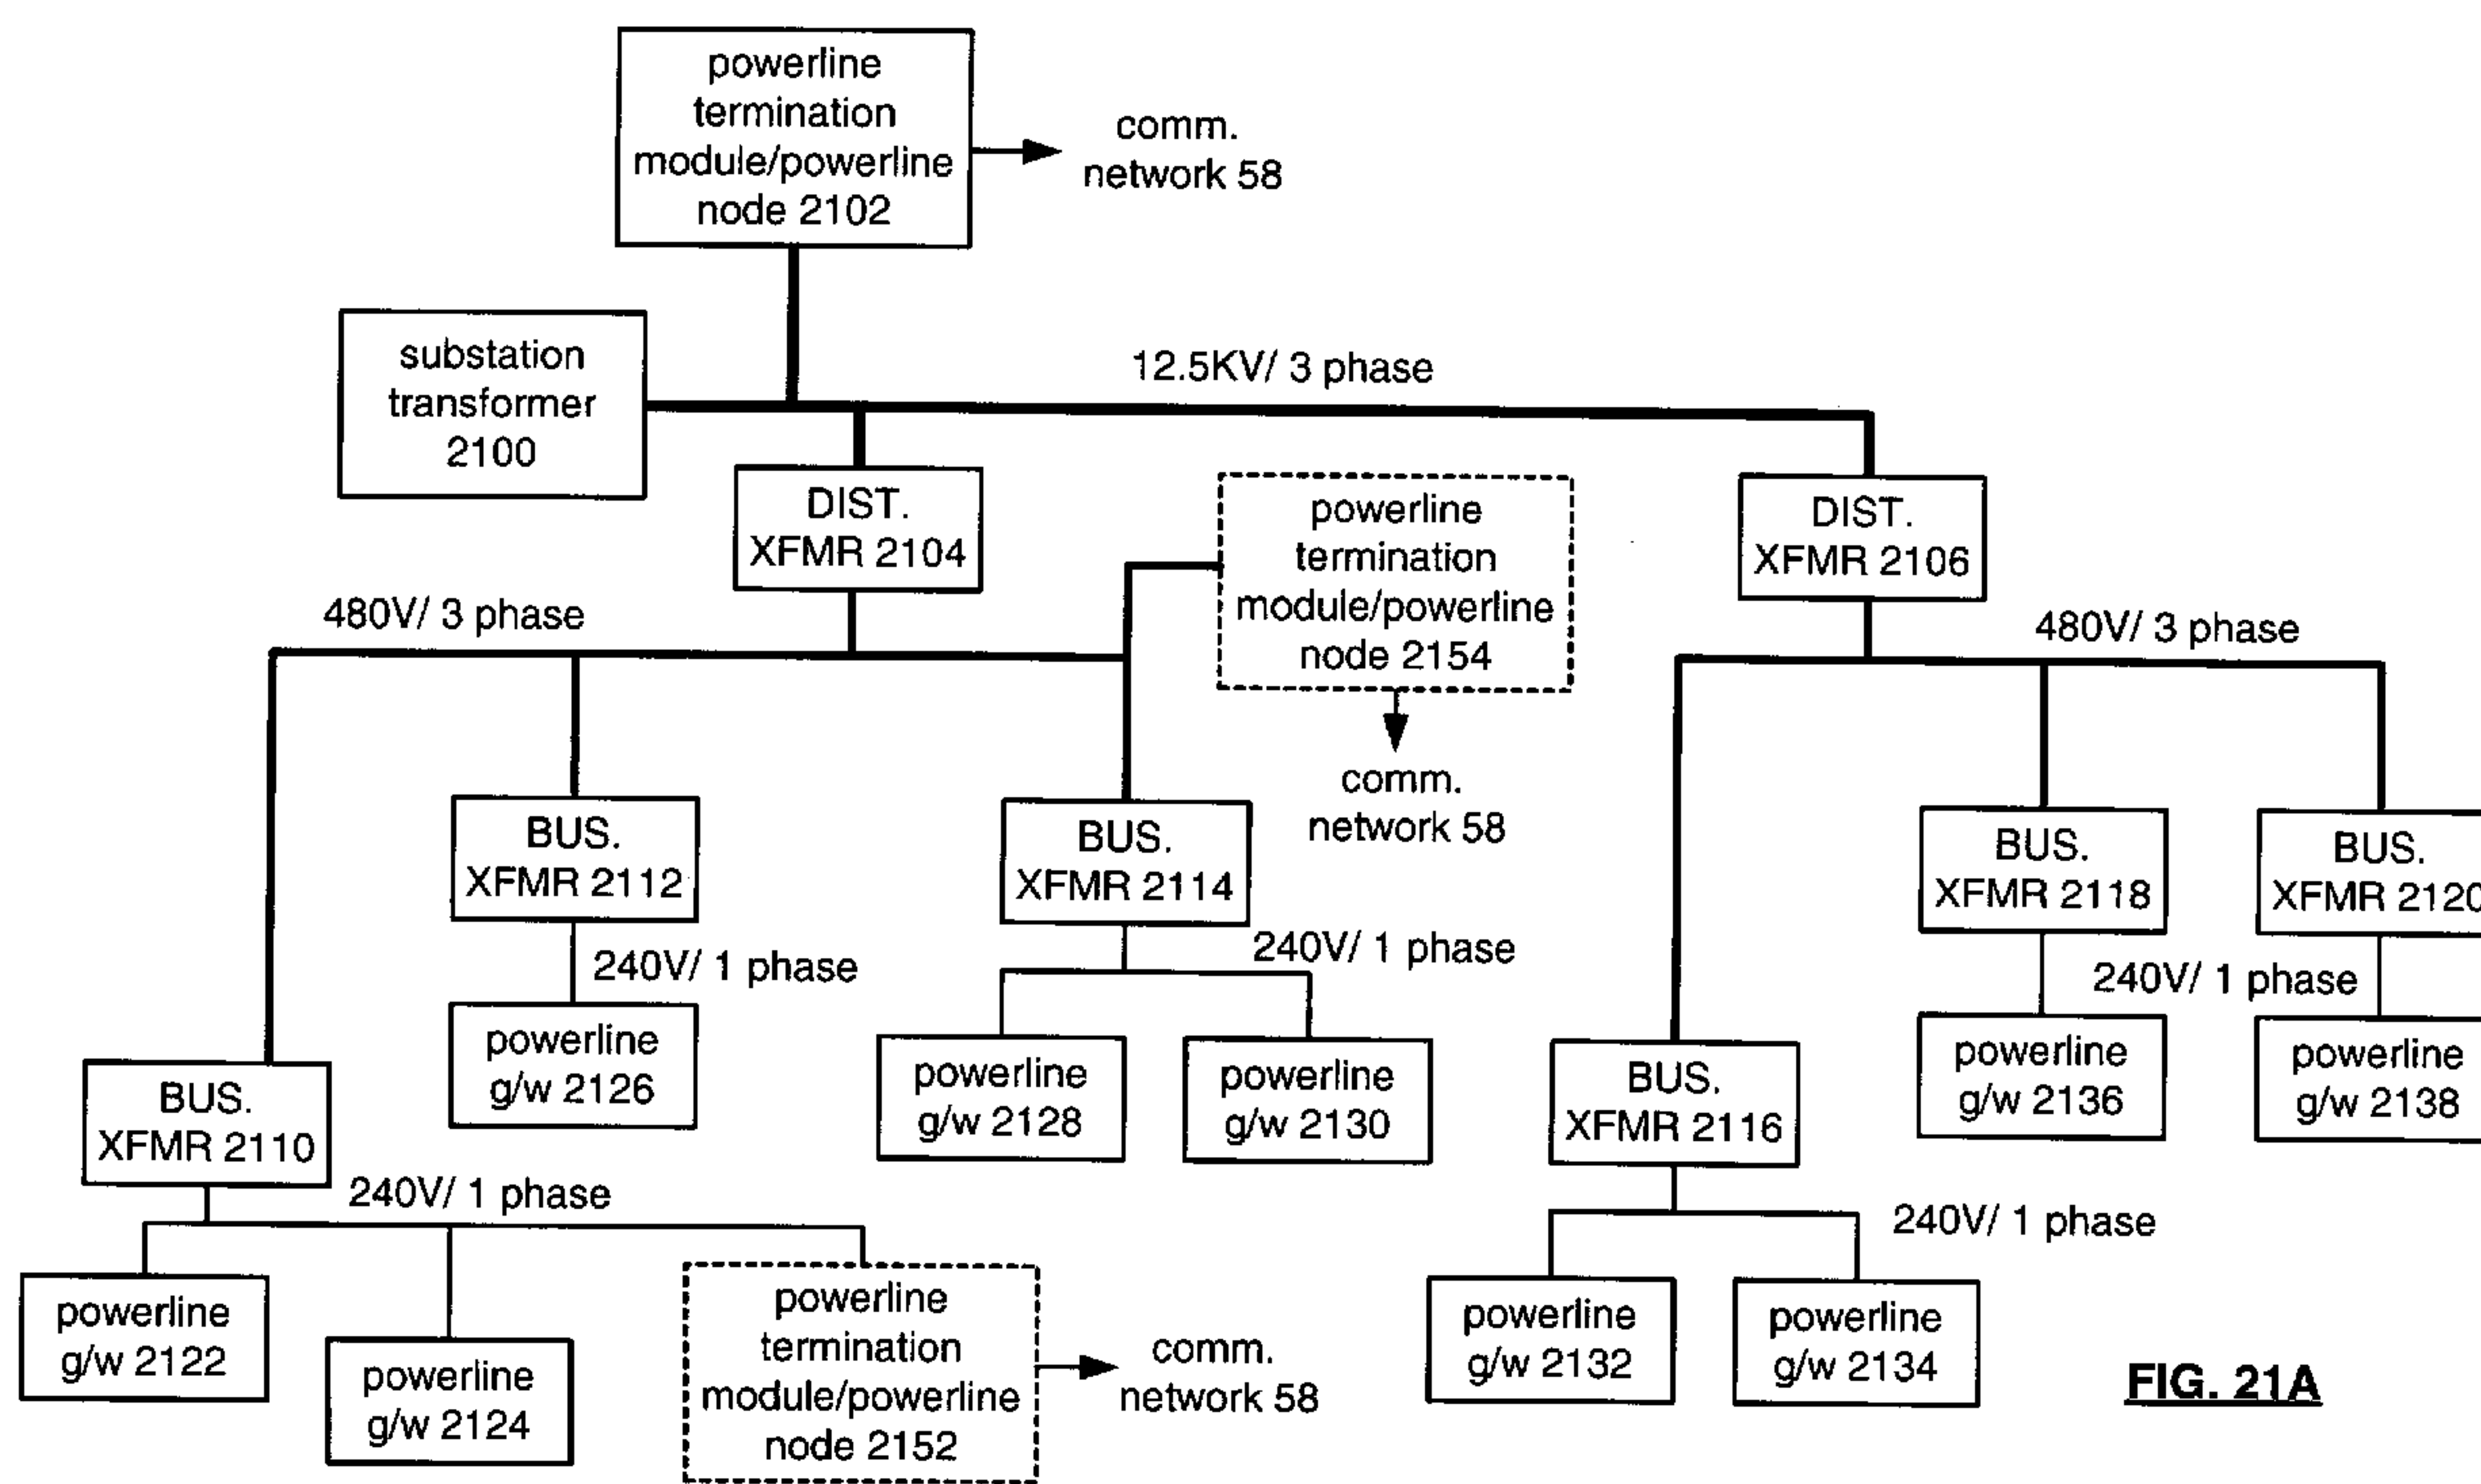 powerline
termination
module/powerline
node 2102
comm.
network 58
substation
transformer
2100
12.5KV/ 3 phase
DIST.
XFMR 2104
powerline
termination
module/powerline
node 2154
DIST.
XFMR 2106
480V/ 3 phase
480V/ 3 phase
comm.
network 58
BUS.
XFMR 2112
BUS.
XFMR 2114
BUS.
XFMR 2118
BUS.
XFMR 2120
240V/ 1 phase
240V/ 1 phase
240V/ 1 phase
powerline
g/w 2126
powerline
g/w 2128
powerline
g/w 2130
BUS.
XFMR 2116
powerline
g/w 2136
powerline
g/w 2138
BUS.
XFMR 2110
240V/ 1 phase
240V/ 1 phase
powerline
g/w 2122
powerline
g/w 2124
powerline
termination
module/powerline
node 2152
comm.
network 58
powerline
g/w 2132
powerline
g/w 2134
FIG. 21A